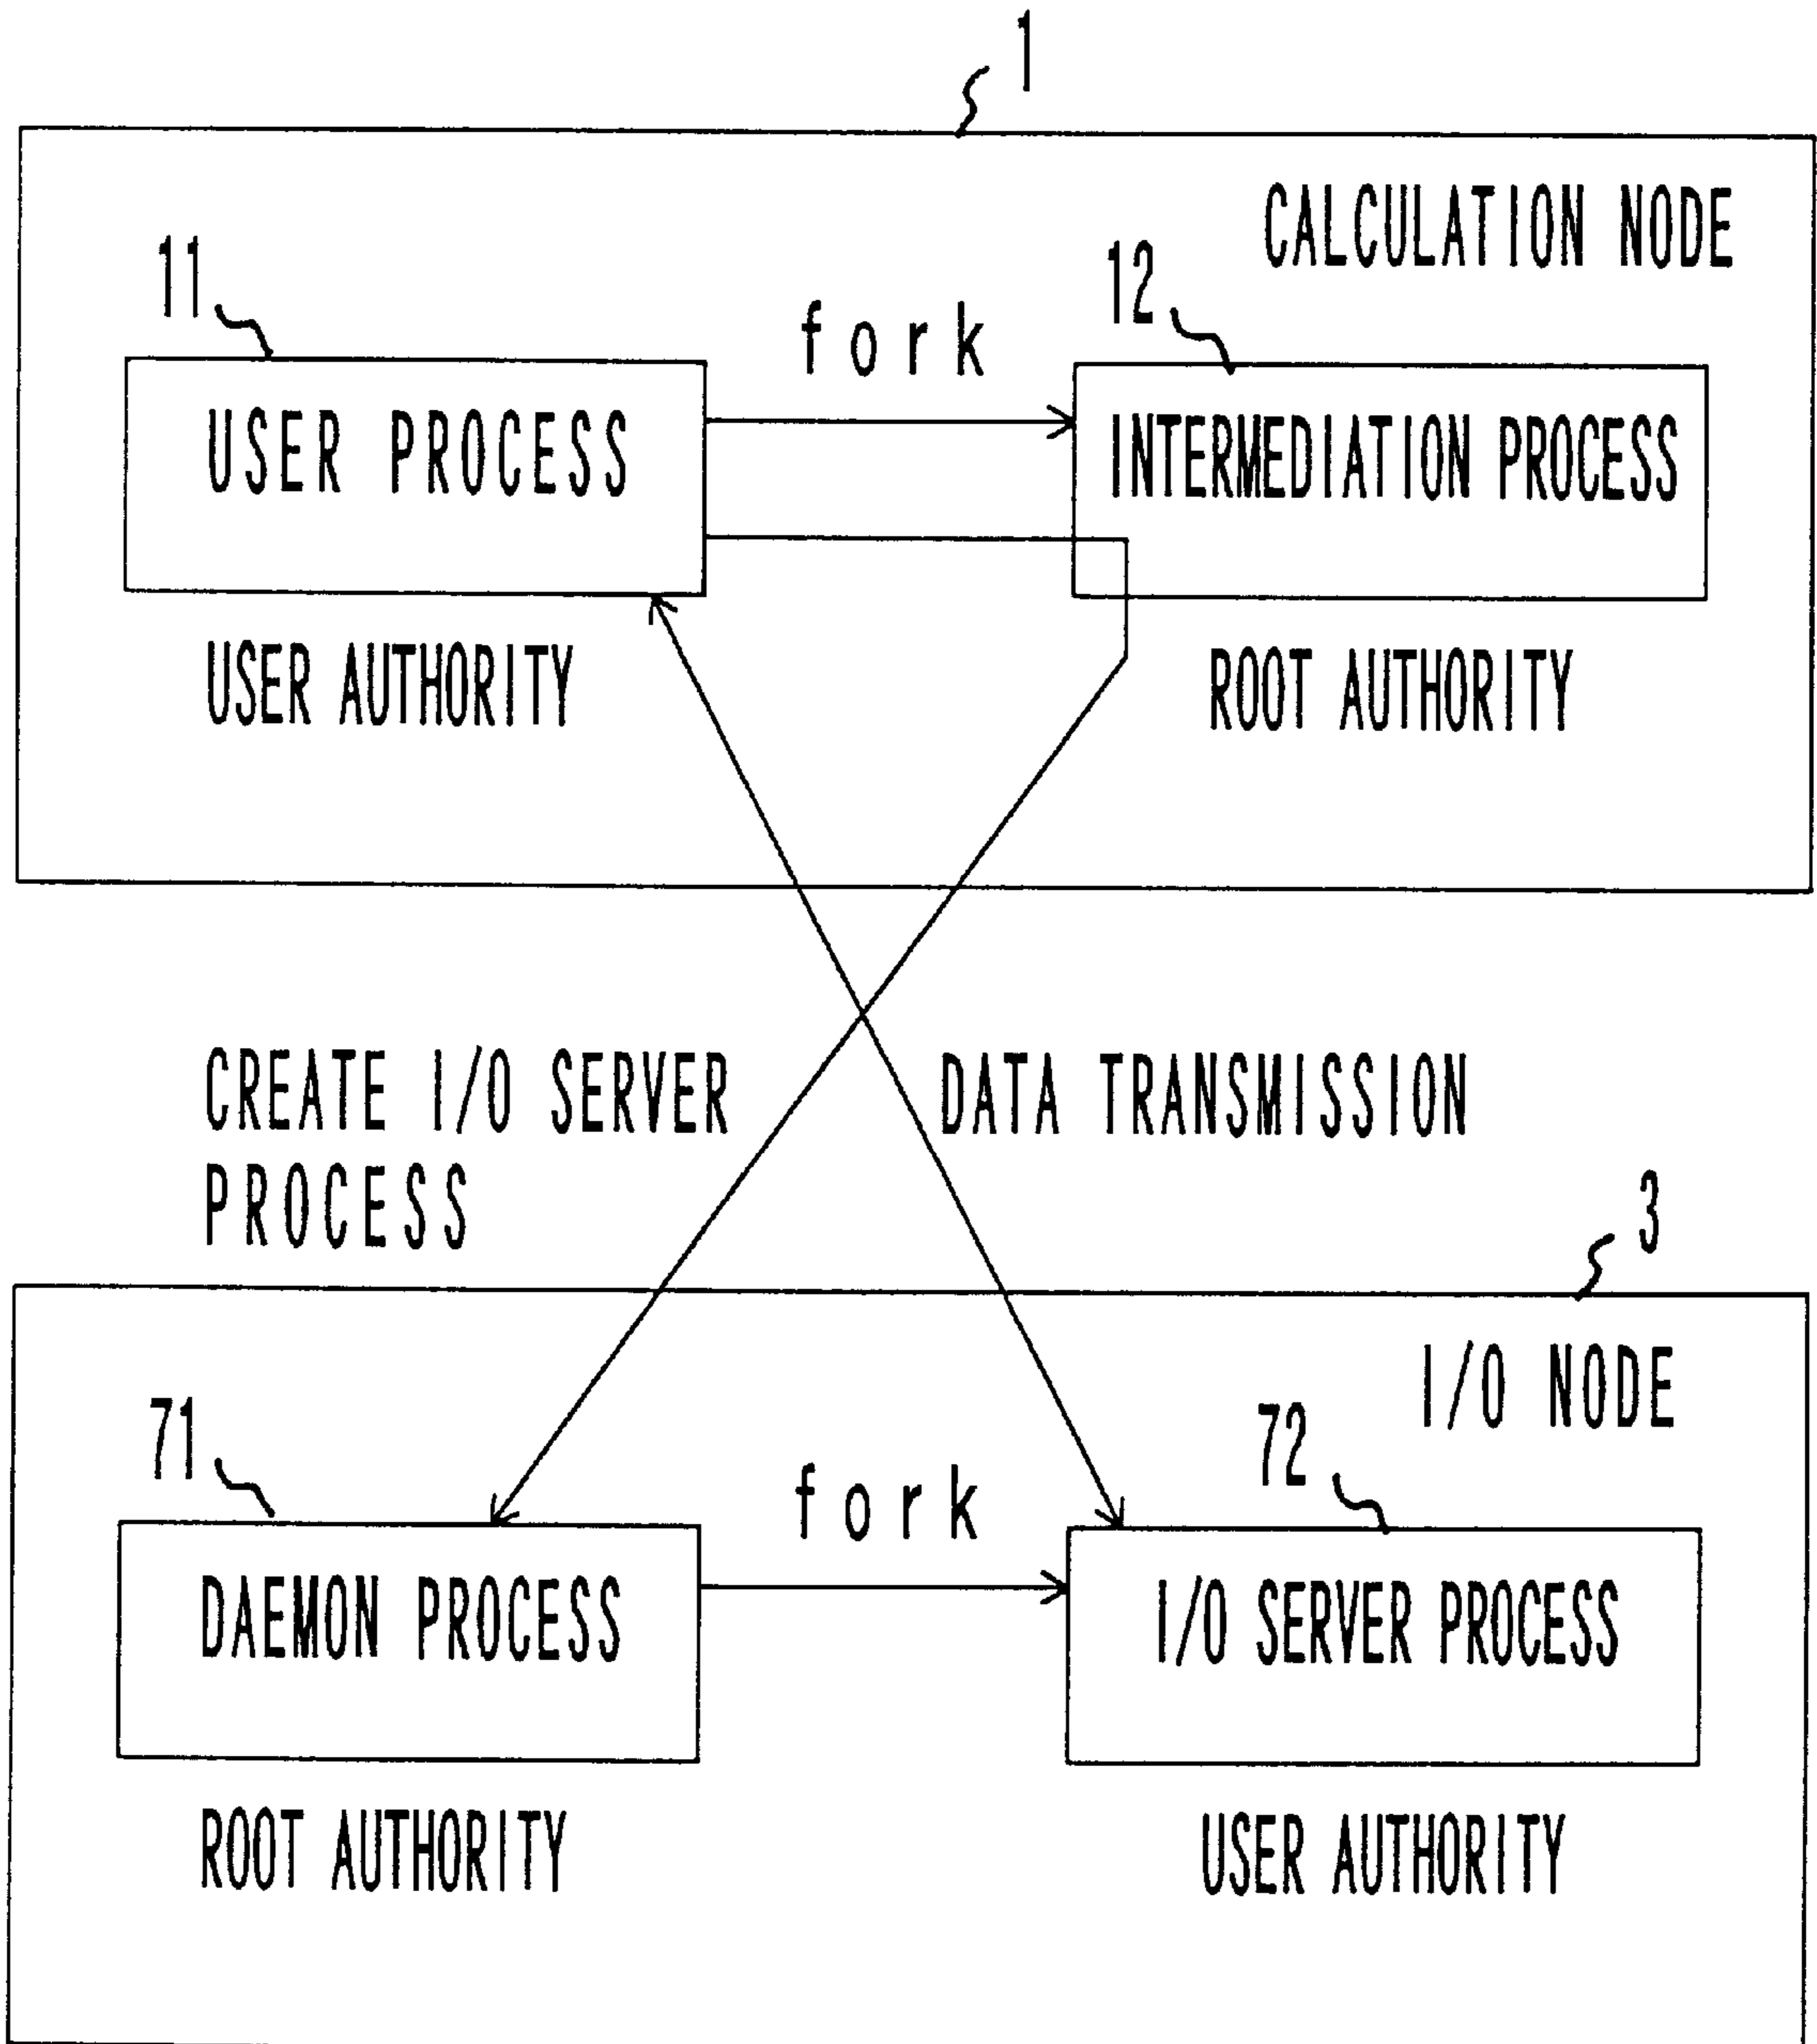 1
CALCULATION NODE
11
fork
12
USER PROCESS
INTERMEDIATION PROCESS
USER AUTHORITY
ROOT AUTHORITY
CREATE I/O SERVER
PROCESS
DATA TRANSMISSION
3
I/O NODE
71
fork
72
DAEMON PROCESS
I/O SERVER PROCESS
ROOT AUTHORITY
USER AUTHORITY